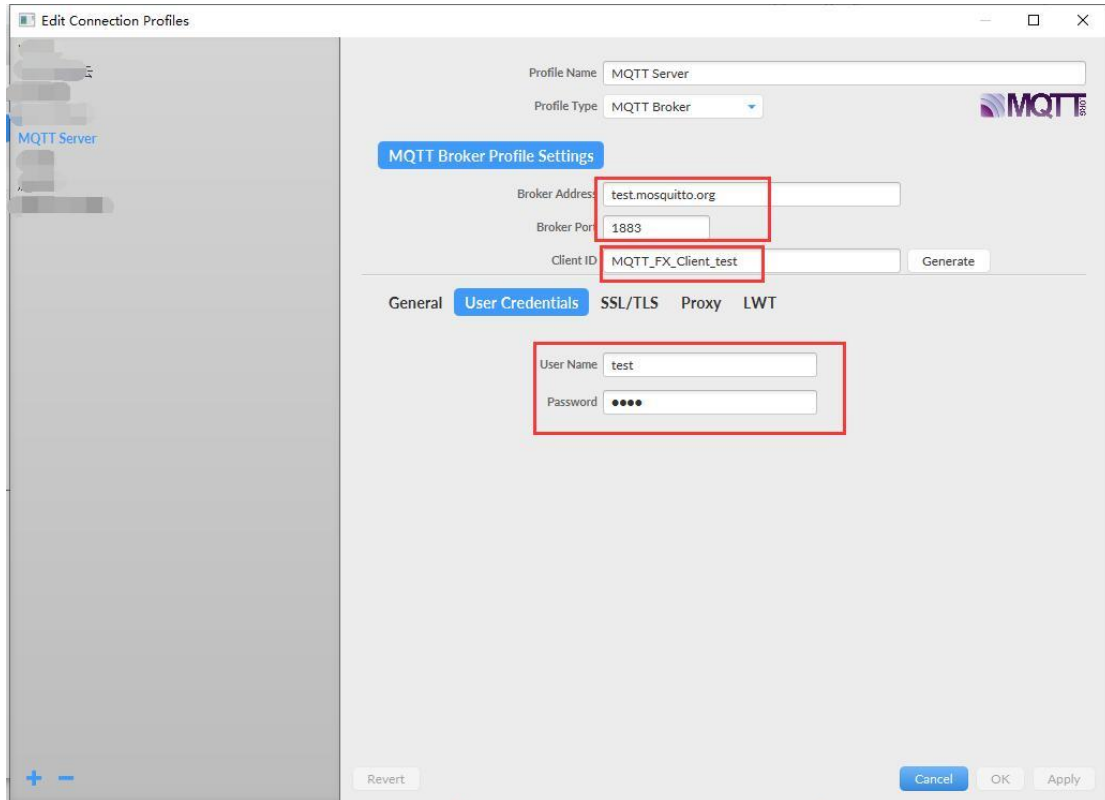 Edit Connection Profiles
Profile Name MQTT Server
Profile Type MQTT Broker
MQTT.ORG
MQTT Server
MQTT Broker Profile Settings
Broker Address test.mosquitto.org
Broker Port 1883
Client ID MQTT_FX_Client_test Generate
General User Credentials SSL/TLS Proxy LWT
User Name test
Password ••••
Revert Cancel OK Apply